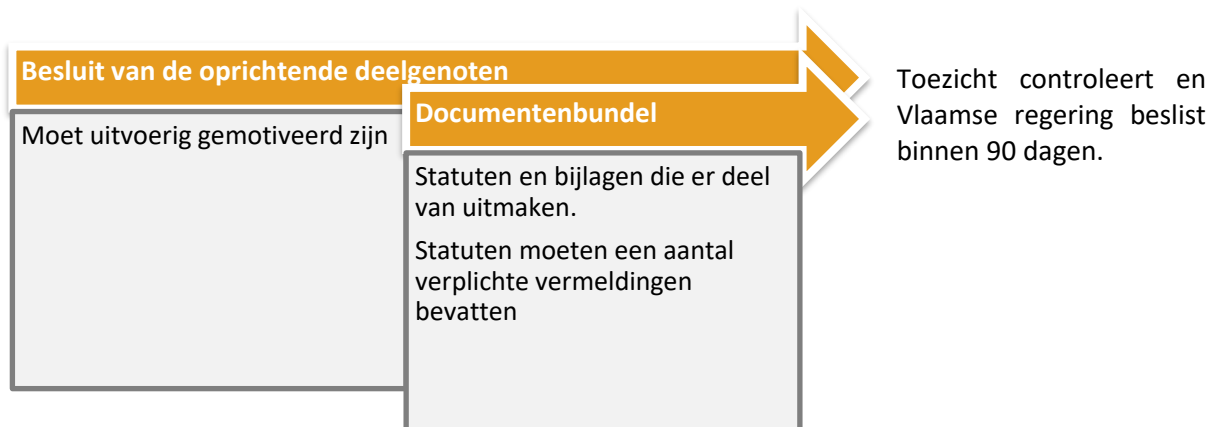 Besluit van de oprichtende deelgenoten
Moet uitvoerig gemotiveerd zijn
Documentenbundel
Statuten en bijlagen die er deel
van uitmaken.
Statuten moeten een aantal
verplichte vermeldingen
bevatten
Toezicht controleert en
Vlaamse regering beslist
binnen 90 dagen.